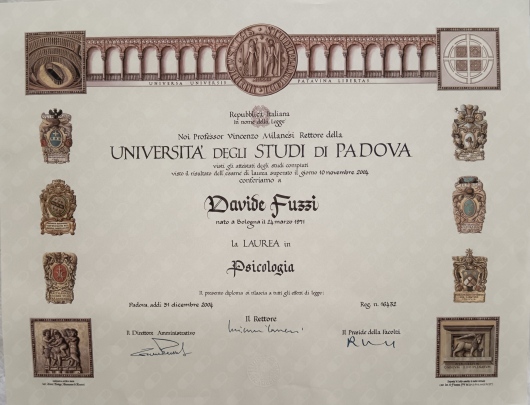 UNIVERSA UNIVERSIS PATAVINA LIBERTAS
Repubblica Italiana
In nome della Legge
Noi Professor Vincenzo Milanesi Rettore della
UNIVERSITA' DEGLI STUDI DI PADOVA
visti gli attestati degli studi compiuti
visto il risultato dell'esame di laurea superato il giorno 10 novembre 2004
conferiamo a
Davide Fuzzi
nato a Bologna il 24 marzo 1971
la LAUREA in
Psicologia
Il presente diploma si rilascia a tutti gli effetti di legge.
Padova, addì 31 dicembre 2004 Reg. n. 16432
Il Rettore
Il Direttore Amministrativo Il Preside della Facoltà